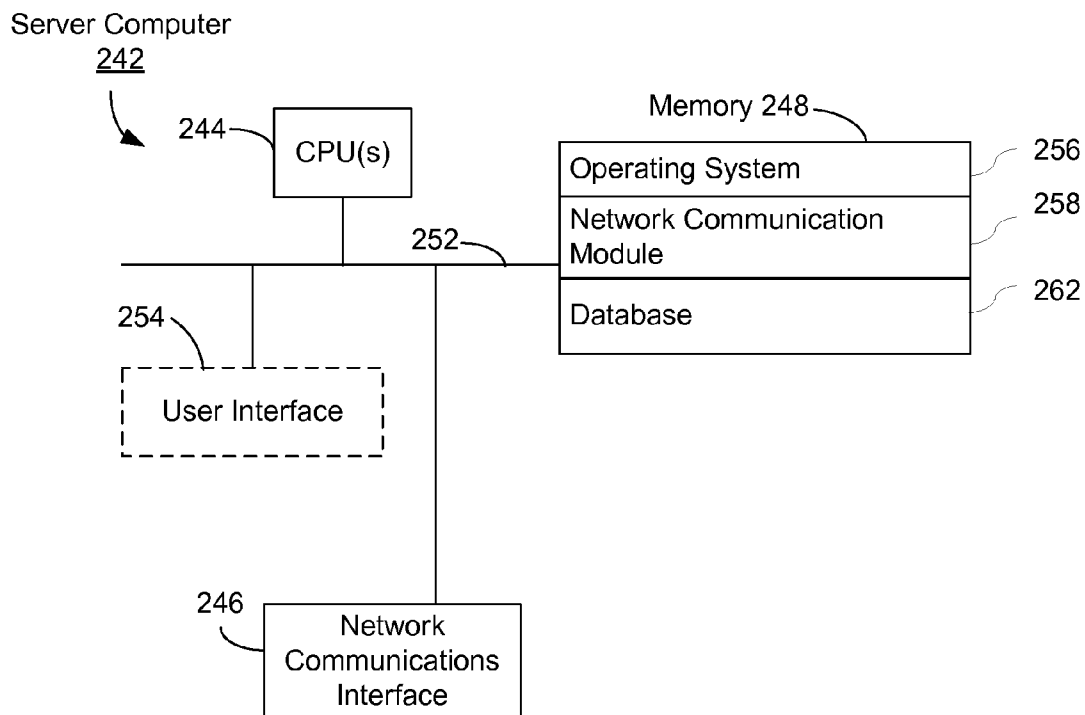 Server Computer
242
244
CPU(s)
Memory 248
Operating System
256
Network Communication
Module
258
252
Database
262
254
User Interface
246
Network
Communications
Interface